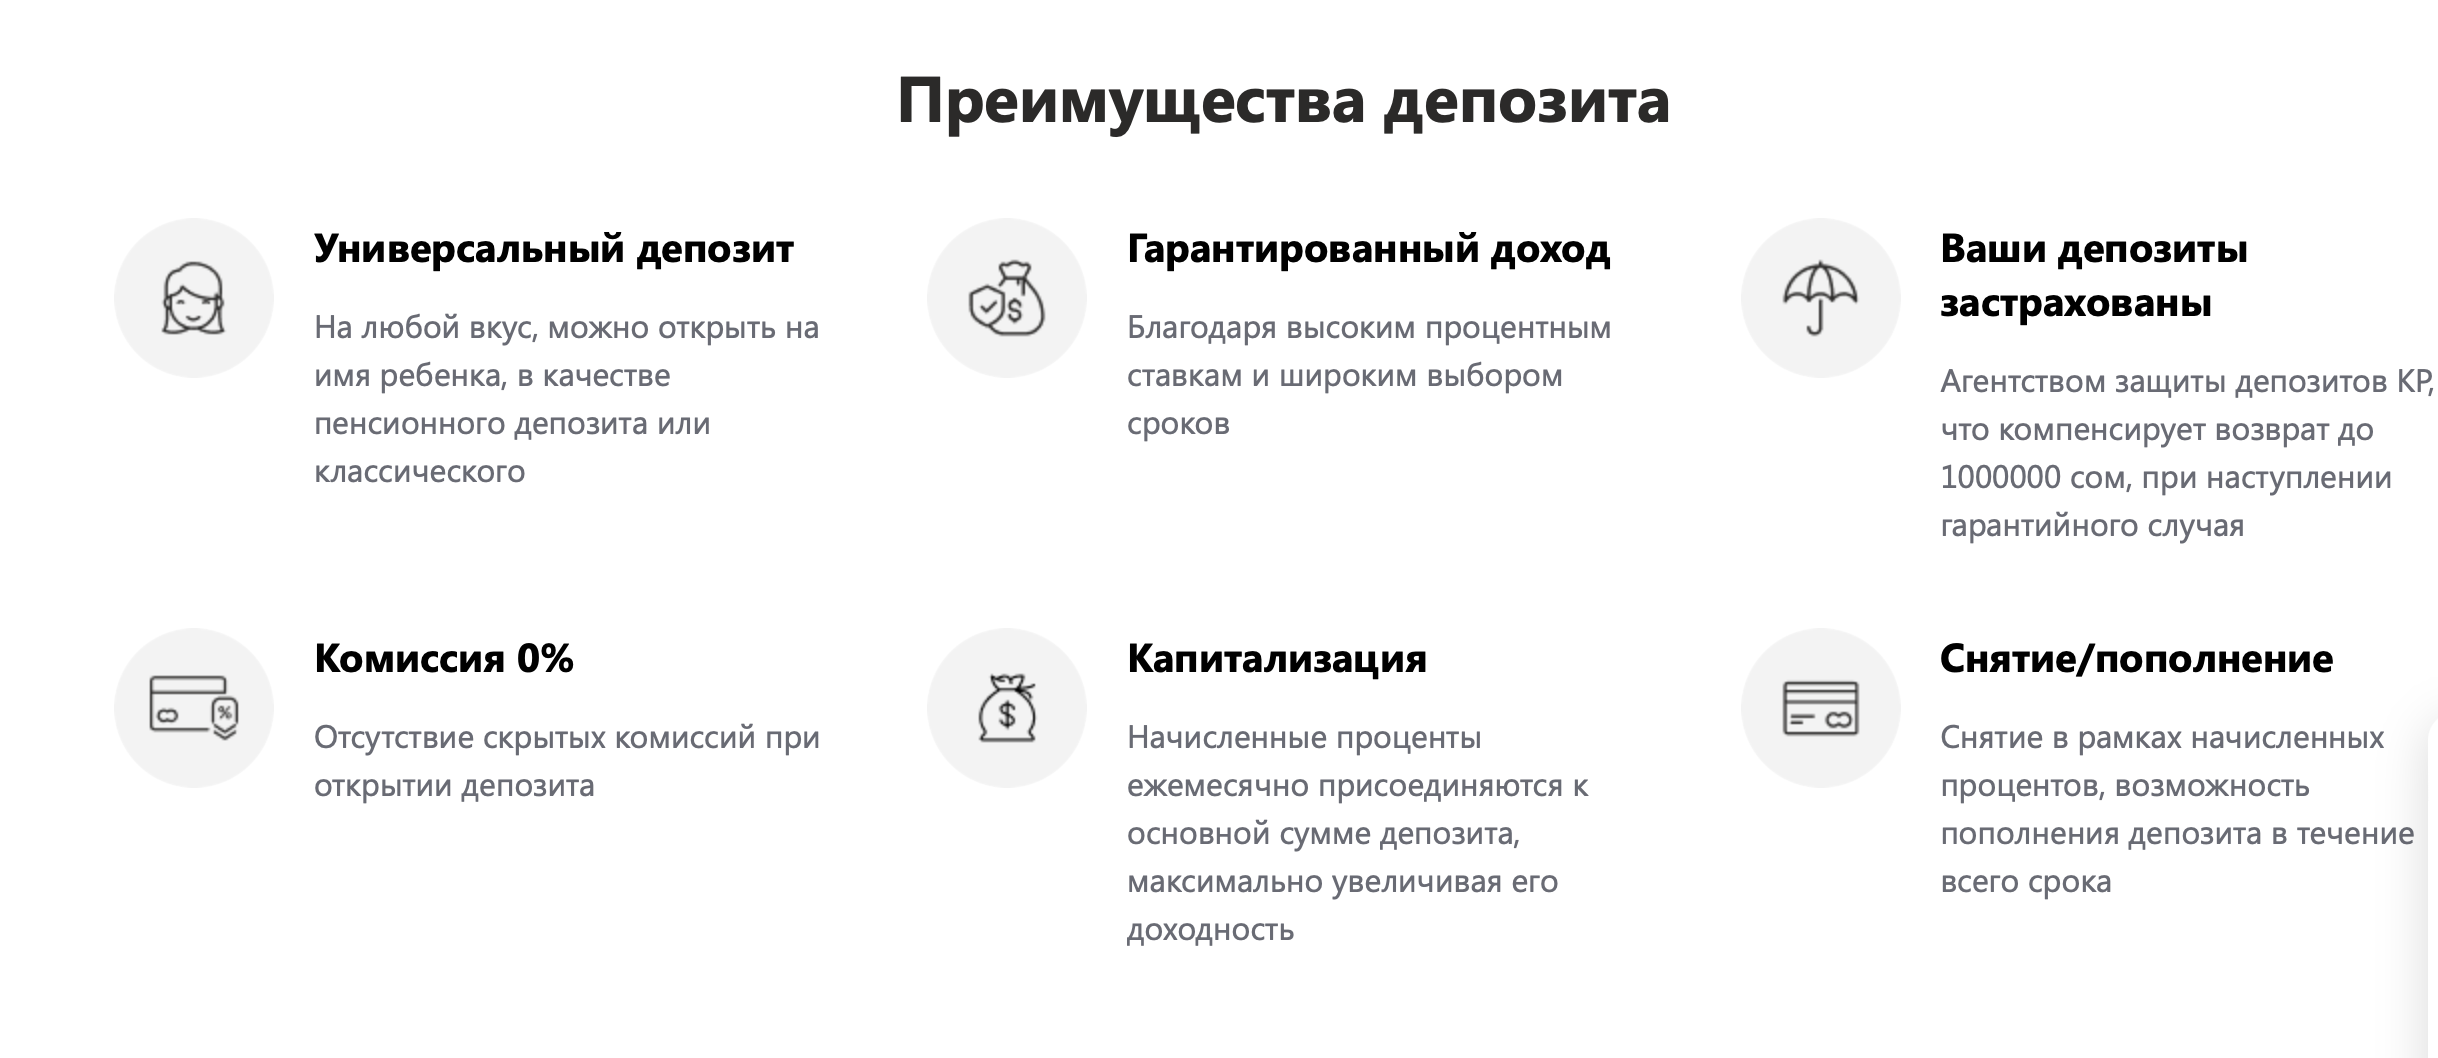 Преимущества депозита
Универсальный депозит
На любой вкус, можно открыть на
имя ребенка, в качестве
пенсионного депозита или
классического
Гарантированный доход
Благодаря высоким процентным
ставкам и широким выбором
сроков
Ваши депозиты
застрахованы
Агентством защиты депозитов КР,
что компенсирует возврат до
1000000 сом, при наступлении
гарантийного случая
Комиссия 0%
Отсутствие скрытых комиссий при
открытии депозита
Капитализация
Начисленные проценты
ежемесячно присоединяются к
основной сумме депозита,
максимально увеличивая его
доходность
Снятие/пополнение
Снятие в рамках начисленных
процентов, возможность
пополнения депозита в течение
всего срока